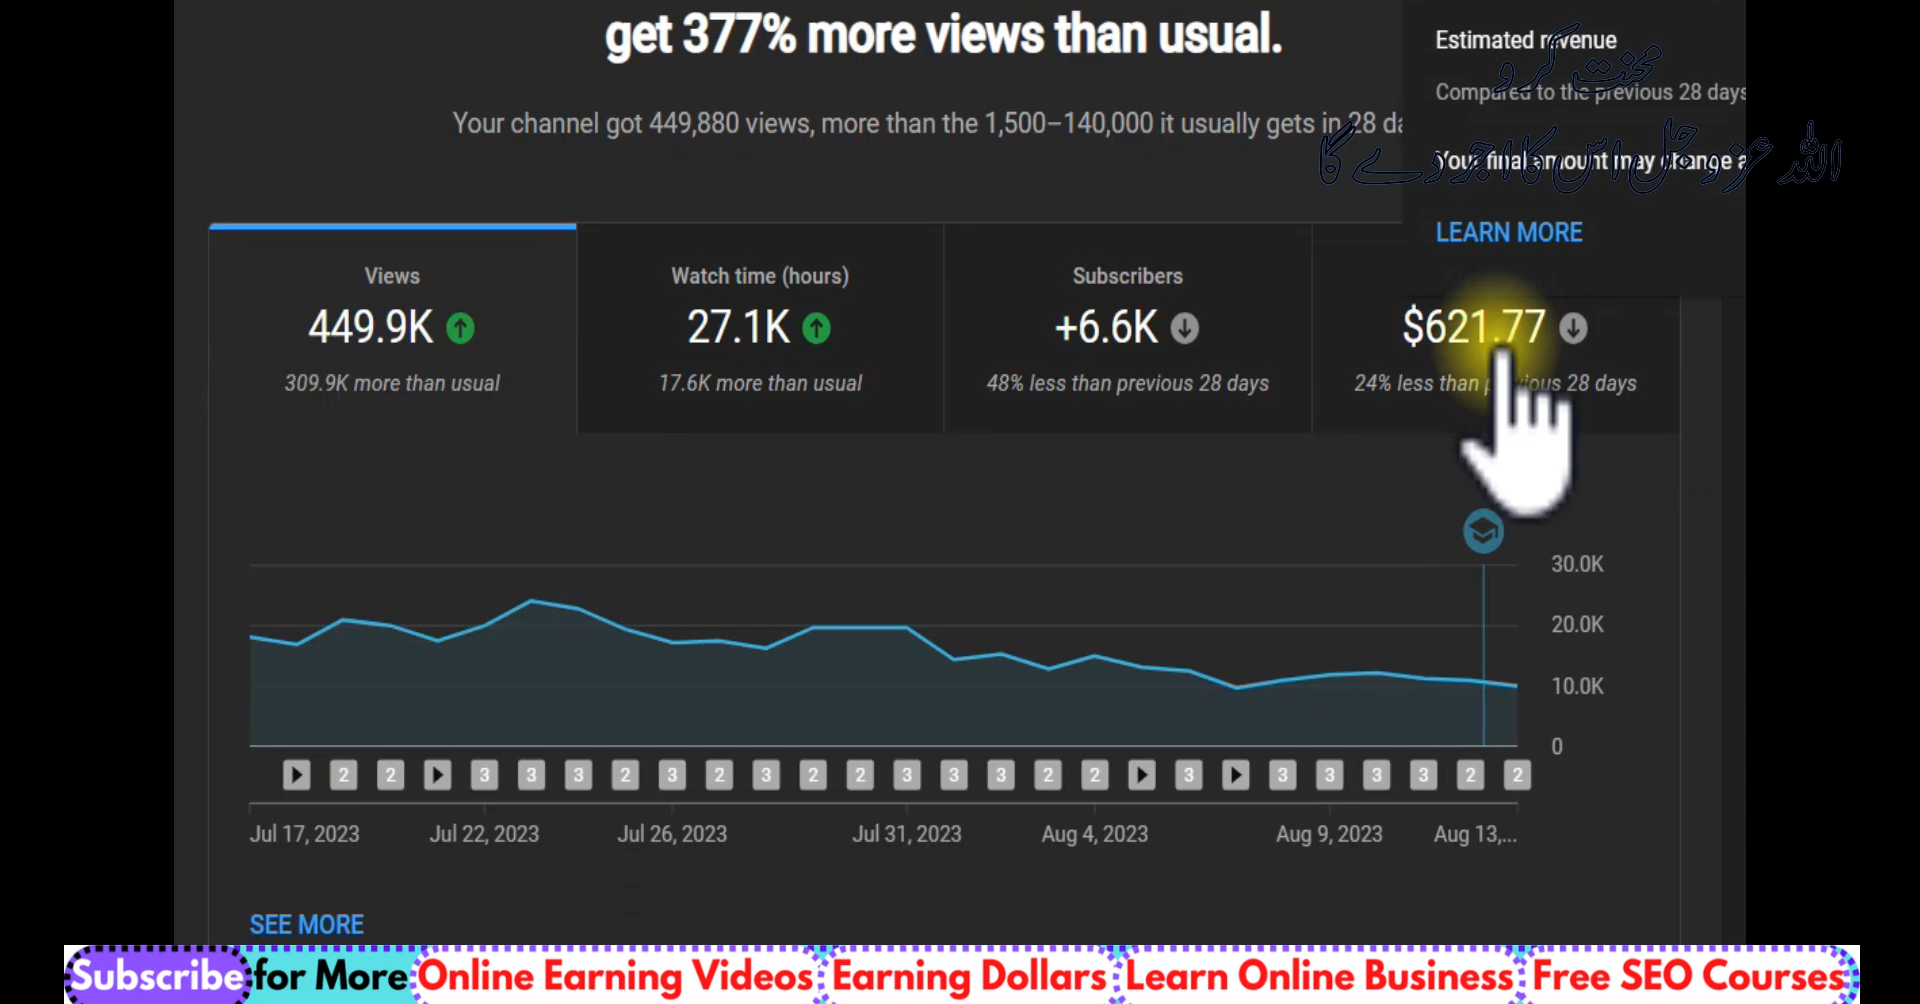 get 377% more views than usual.
Your channel got 449,880 views, more than the 1,500–140,000 it usually gets in 28 da
Estimated revenue
محنت کرو
Compared to the previous 28 days
Your final amount may change a
اللہ عزوجل اس کا اجر دے گا
LEARN MORE
Views
449.9K
309.9K more than usual
Watch time (hours)
27.1K
17.6K more than usual
Subscribers
+6.6K
48% less than previous 28 days
$621.77
24% less than previous 28 days
30.0K
20.0K
10.0K
0
2 2 3 3 3 2 3 2 3 2 2 3 3 3 2 2 3 3 3 3 3 2 2
Jul 17, 2023 Jul 22, 2023 Jul 26, 2023 Jul 31, 2023 Aug 4, 2023 Aug 9, 2023 Aug 13,...
SEE MORE
Subscribe for More Online Earning Videos Earning Dollars Learn Online Business Free SEO Courses